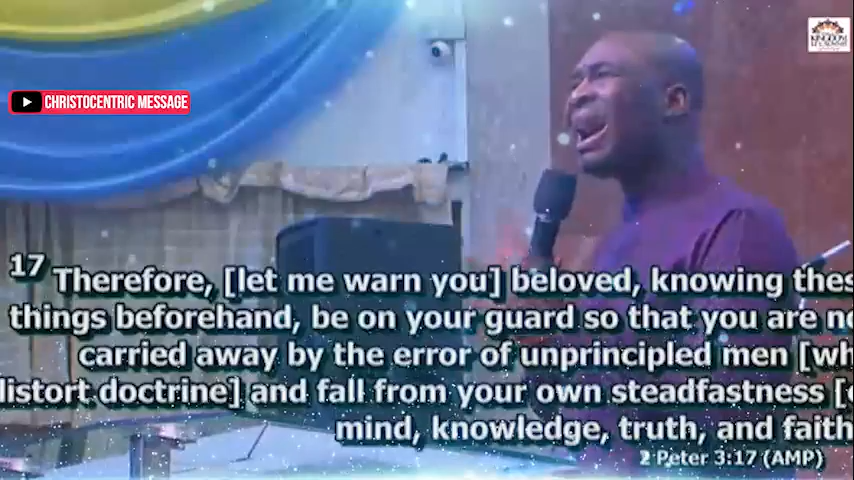 CHRISTOCENTRIC MESSAGE
KINGDOM
17 Therefore, [let me warn you] beloved, knowing thes
things beforehand, be on your guard so that you are no
carried away by the error of unprincipled men [wh
distort doctrine] and fall from your own steadfastness [
mind, knowledge, truth, and faith
2 Peter 3:17 (AMP)